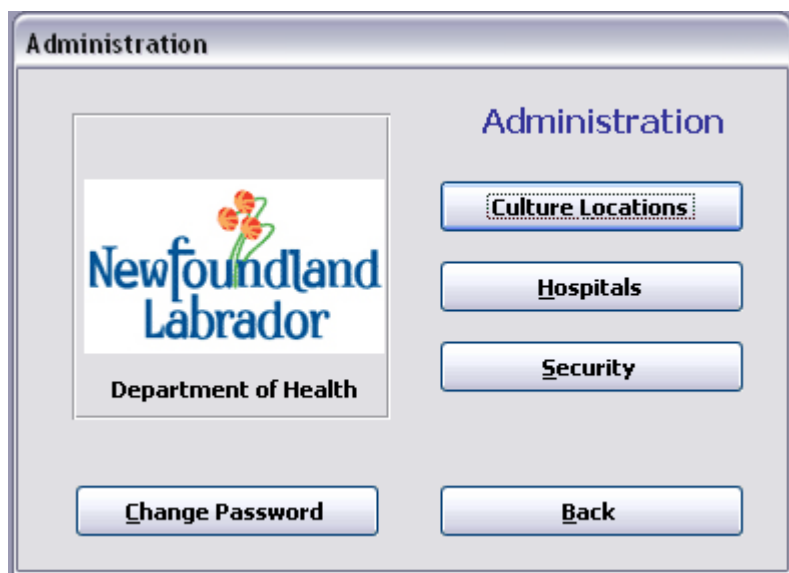 Administration
Administration
Newfoundland
Labrador
Department of Health
Culture Locations
Hospitals
Security
Change Password
Back